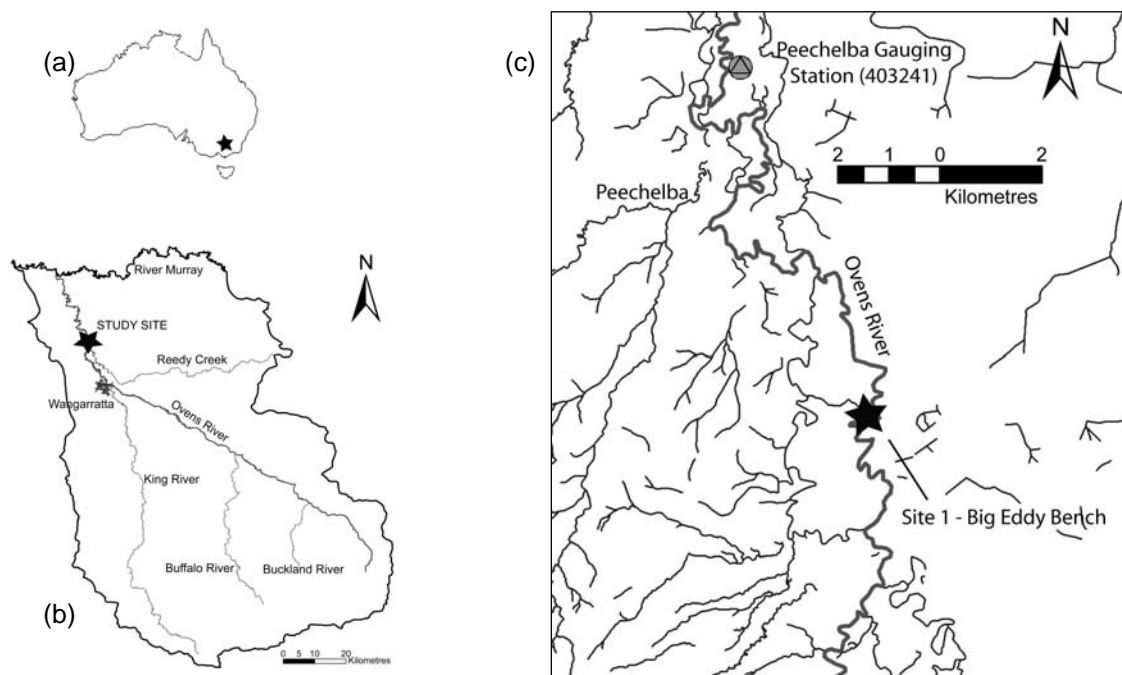 (a)
(b)
N
River Murray
STUDY SITE
Reedy Creek
Wangarratta
Ovens River
King River
Buffalo River
Buckland River
0 5 10 20
Kilometres
(c)
Peechelba Gauging
Station (403241)
N
2 1 0 2
Kilometres
Peechelba
Ovens River
Site 1 - Big Eddy Bench